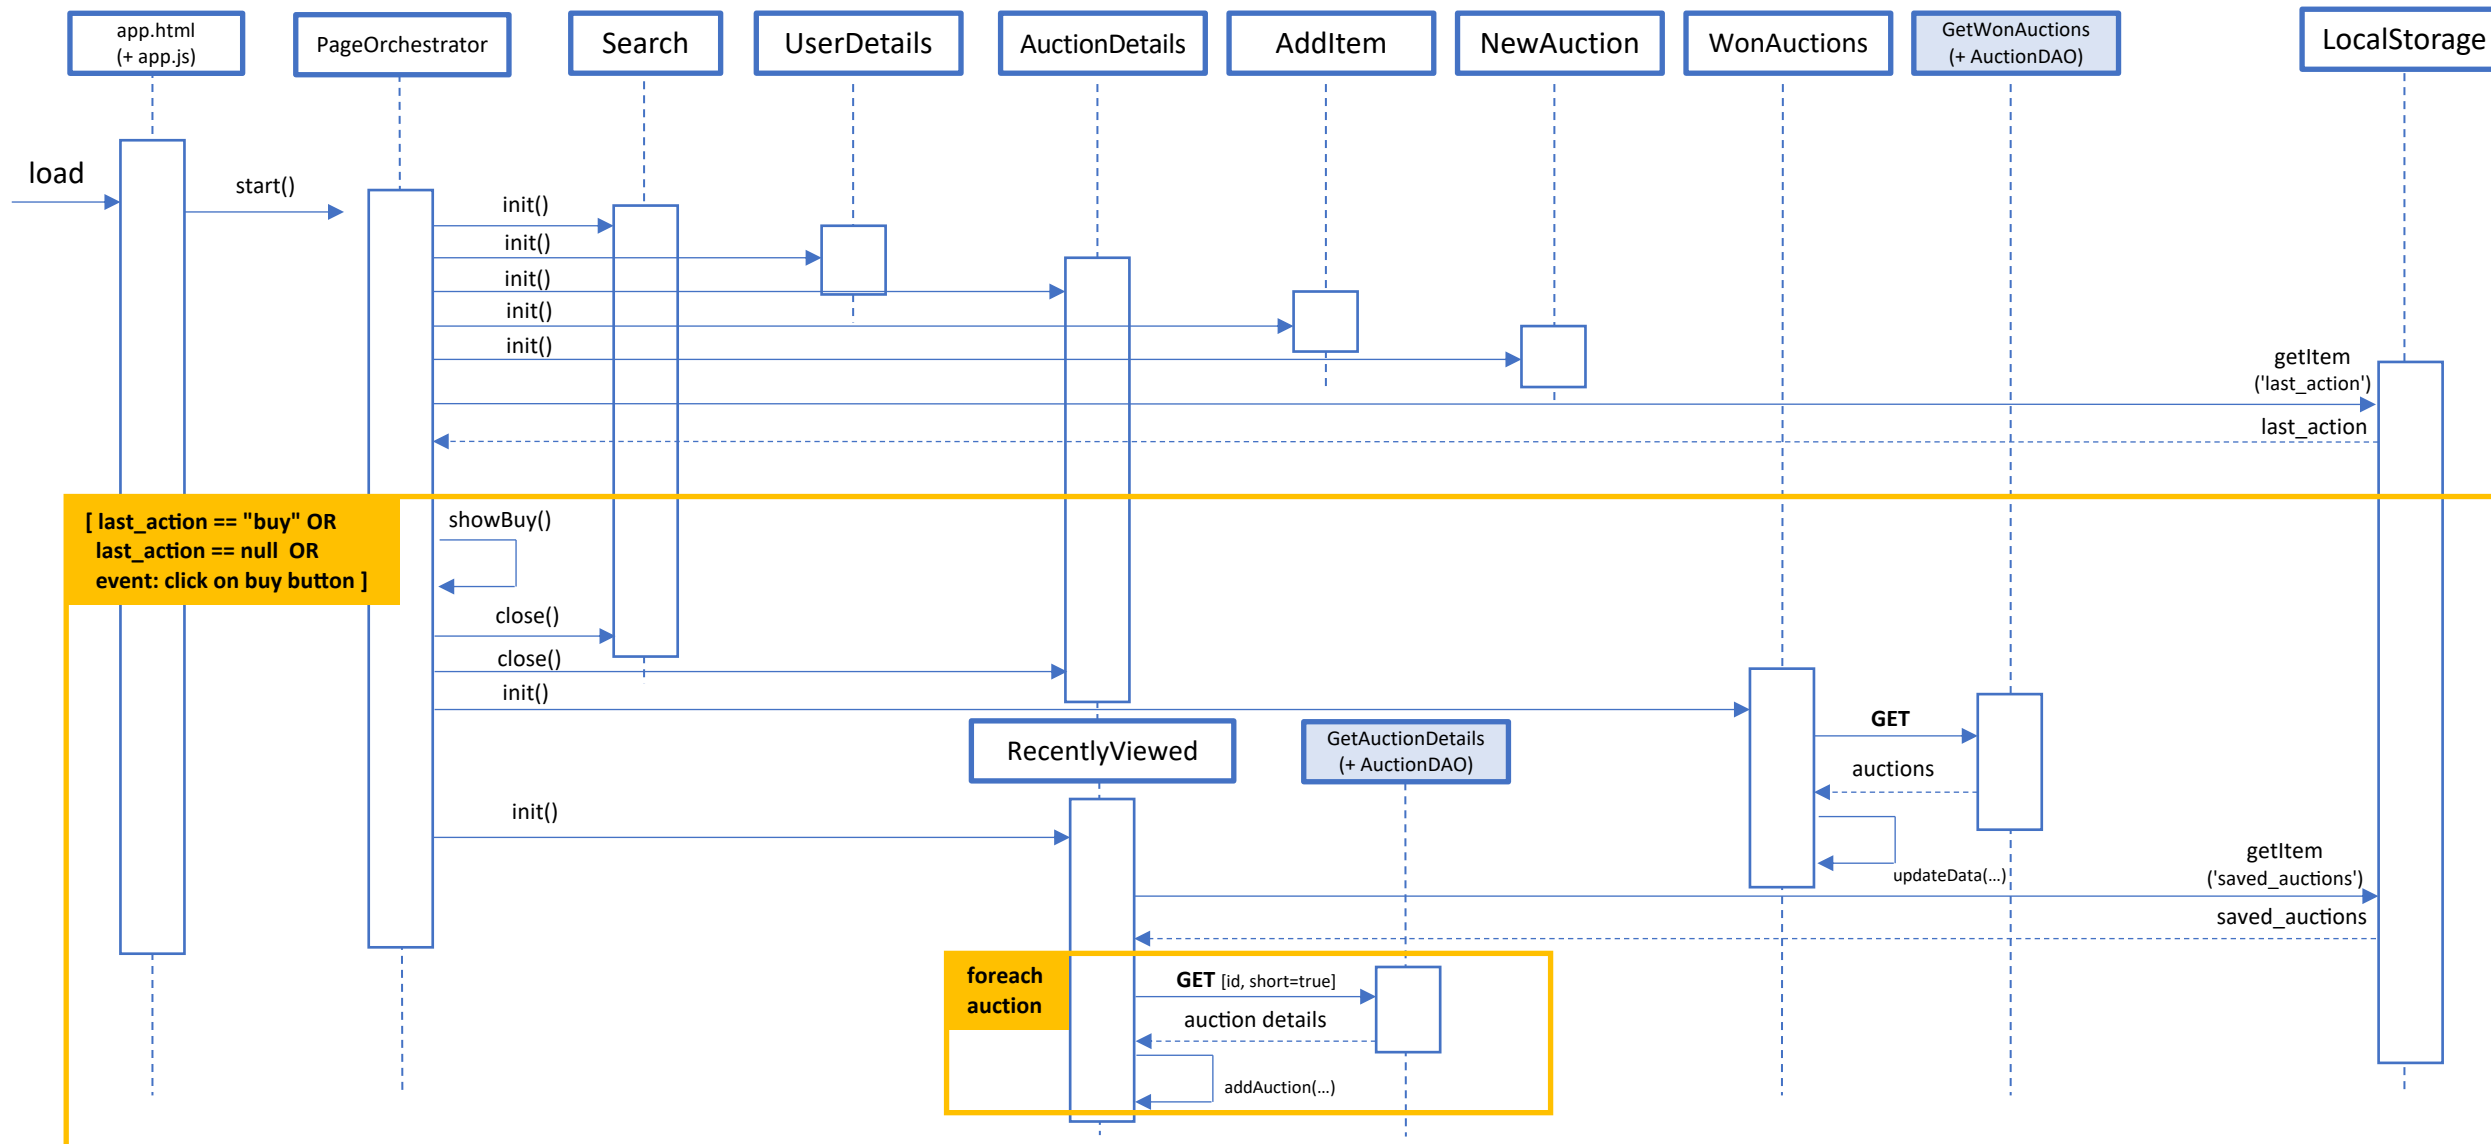 app.html
(+ app.js)
PageOrchestrator
Search
UserDetails
AuctionDetails
AddItem
NewAuction
WonAuctions
GetWonAuctions
(+ AuctionDAO)
LocalStorage
load
start()
init()
init()
init()
init()
init()
getItem
('last_action')
last_action
[ last_action == "buy" OR
last_action == null OR
event: click on buy button ]
showBuy()
close()
close()
init()
GET
auctions
updateData(...)
RecentlyViewed
GetAuctionDetails
(+ AuctionDAO)
init()
getItem
('saved_auctions')
saved_auctions
foreach
auction
GET [id, short=true]
auction details
addAuction(...)